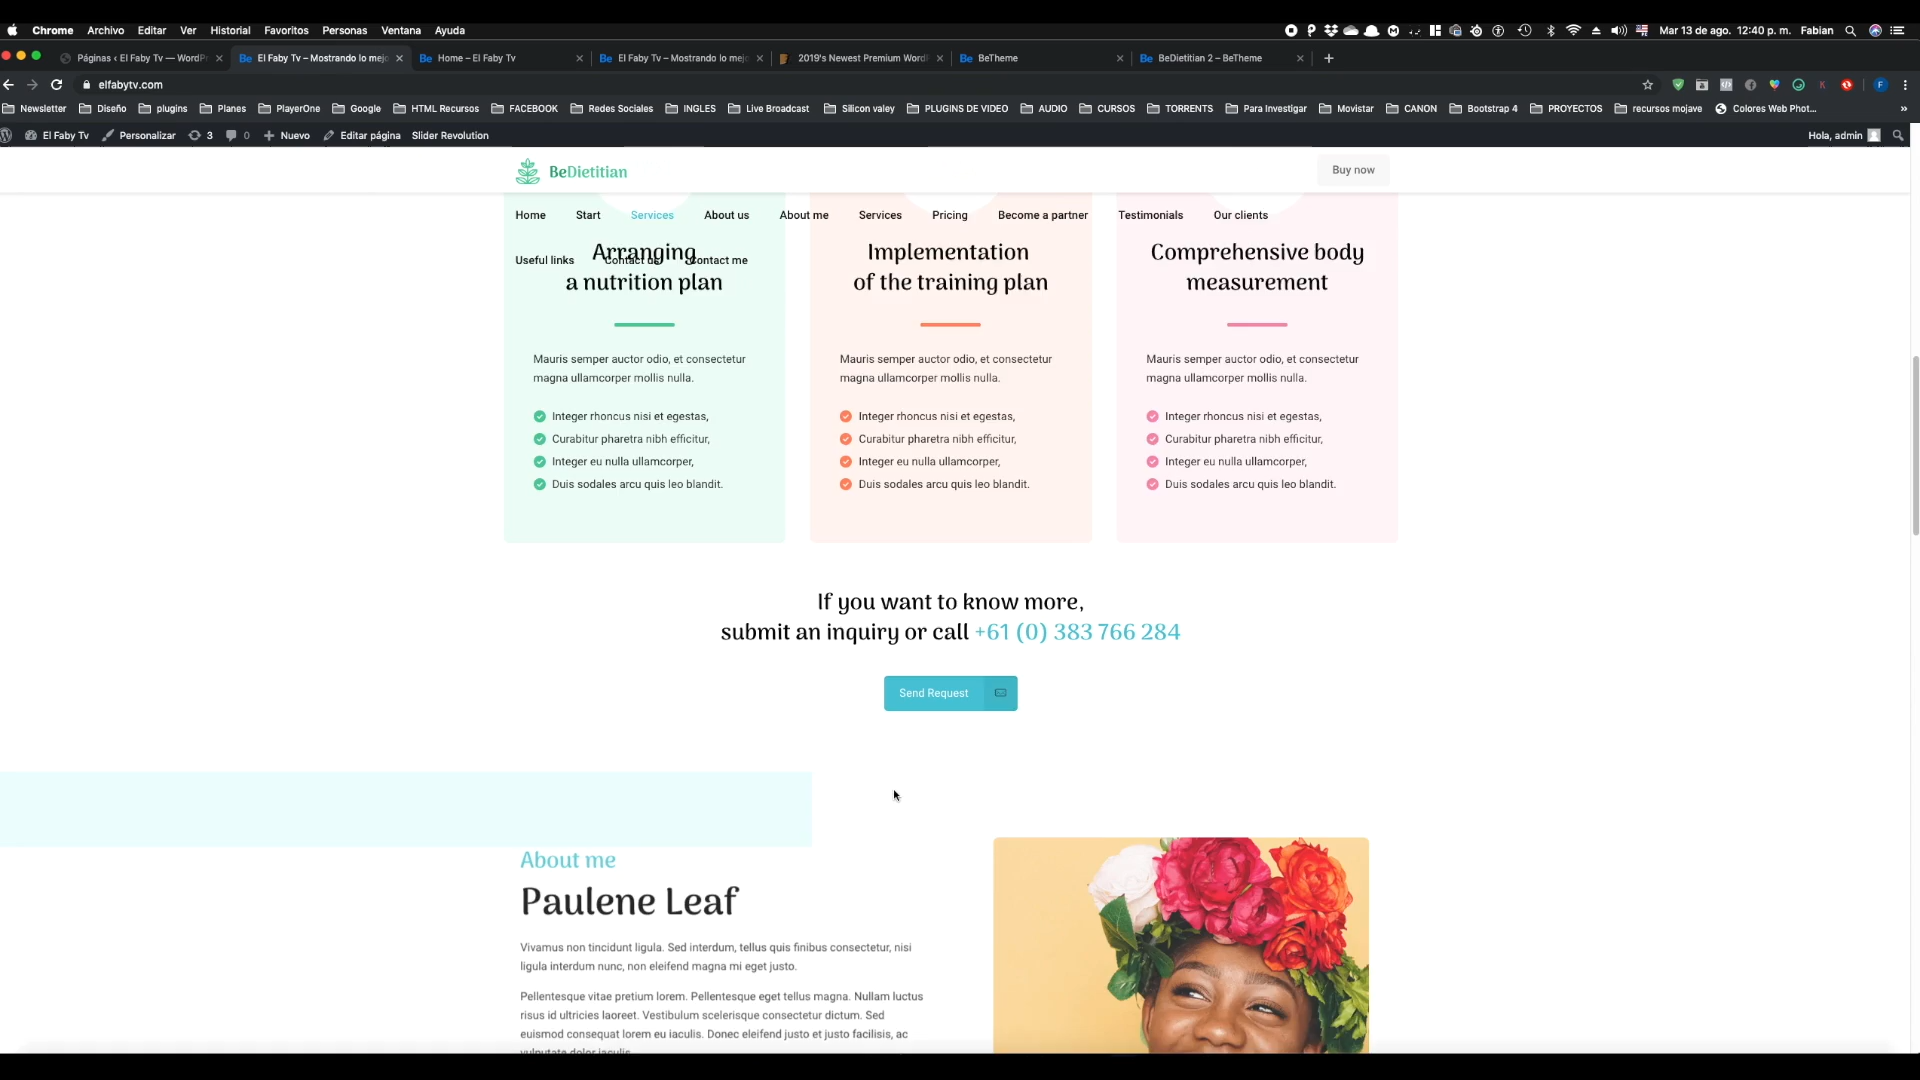 Chrome Archivo Editar Ver Historial Favoritos Personas Ventana Ayuda Mar 13 de ago. 12:40 p. m. Fabian
Páginas ‹ El Faby Tv — WordPr El Faby Tv – Mostrando lo mejo Home – El Faby Tv El Faby Tv – Mostrando lo mejo 2019's Newest Premium WordP BeTheme BeDietitian 2 – BeTheme
elfabytv.com
Newsletter Diseño plugins Planes PlayerOne Google HTML Recursos FACEBOOK Redes Sociales INGLES Live Broadcast Silicon valey PLUGINS DE VIDEO AUDIO CURSOS TORRENTS Para Investigar Movistar CANON Bootstrap 4 PROYECTOS recursos mojave Colores Web Phot...
El Faby Tv Personalizar 3 0 Nuevo Editar página Slider Revolution Hola, admin
BeDietitian Buy now
Home Start Services About us About me Services Pricing Become a partner Testimonials Our clients
Useful links Contact us Contact me
Arranging
a nutrition plan
Implementation
of the training plan
Comprehensive body
measurement
Mauris semper auctor odio, et consectetur
magna ullamcorper mollis nulla.
Integer rhoncus nisi et egestas,
Curabitur pharetra nibh efficitur,
Integer eu nulla ullamcorper,
Duis sodales arcu quis leo blandit.
Mauris semper auctor odio, et consectetur
magna ullamcorper mollis nulla.
Integer rhoncus nisi et egestas,
Curabitur pharetra nibh efficitur,
Integer eu nulla ullamcorper,
Duis sodales arcu quis leo blandit.
Mauris semper auctor odio, et consectetur
magna ullamcorper mollis nulla.
Integer rhoncus nisi et egestas,
Curabitur pharetra nibh efficitur,
Integer eu nulla ullamcorper,
Duis sodales arcu quis leo blandit.
If you want to know more,
submit an inquiry or call +61 (0) 383 766 284
Send Request
About me
Paulene Leaf
Vivamus non tincidunt ligula. Sed interdum, tellus quis finibus consectetur, nisi
ligula interdum nunc, non eleifend magna mi eget justo.
Pellentesque vitae pretium lorem. Pellentesque eget tellus magna. Nullam luctus
risus id ultricies laoreet. Vestibulum scelerisque consectetur dictum. Sed
euismod consequat lorem eu iaculis. Donec eleifend justo et justo facilisis, ac
vulputate dolor iaculis.